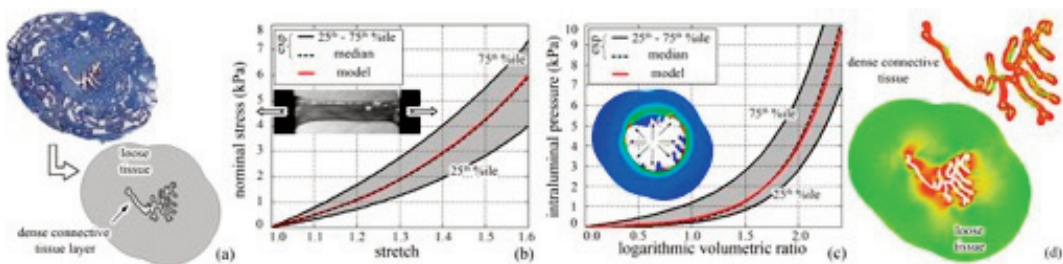 loose
tissue
dense connective
tissue layer
(a)
8
7
6
5
4
3
2
1
0
nominal stress (kPa)
exp
25th - 75th %ile
median
model
75th %ile
25th %ile
1.0
1.1
1.2
1.3
1.4
1.5
1.6
stretch
(b)
10
9
8
7
6
5
4
3
2
1
0
intraluminal pressure (kPa)
exp
25th - 75th %ile
median
model
75th %ile
25th %ile
0.0
0.5
1.0
1.5
2.0
logarithmic volumetric ratio
(c)
dense connective
tissue
loose
tissue
(d)